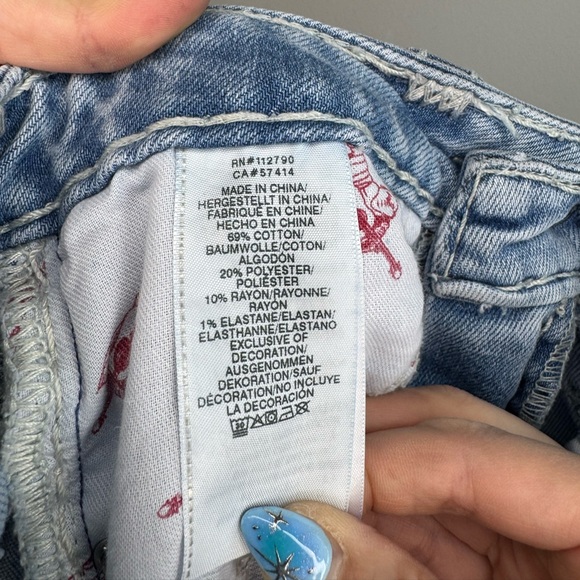 RN#112790
CA#57414
MADE IN CHINA/
HERGESTELLT IN CHINA/
FABRIQUÉ EN CHINE/
HECHO EN CHINA
69% COTTON/
BAUMWOLLE/COTON/
ALGODÓN
20% POLYESTER/
POLIÉSTER
10% RAYON/RAYONNE/
RAYÓN
1% ELASTANE/ELASTAN/
ELASTHANNE/ELASTANO
EXCLUSIVE OF
DECORATION/
AUSGENOMMEN
DEKORATION/SAUF
DÉCORATION/NO INCLUYE
LA DECORACIÓN
30